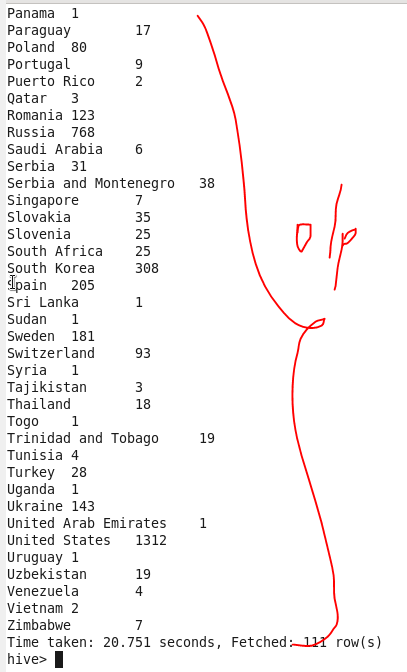 Panama	1
Paraguay	17
Poland	80
Portugal	9
Puerto Rico	2
Qatar	3
Romania	123
Russia	768
Saudi Arabia	6
Serbia	31
Serbia and Montenegro	38
Singapore	7
Slovakia	35
Slovenia	25
South Africa	25
South Korea	308
Spain	205
Sri Lanka	1
Sudan	1
Sweden	181
Switzerland	93
Syria	1
Tajikistan	3
Thailand	18
Togo	1
Trinidad and Tobago	19
Tunisia	4
Turkey	28
Uganda	1
Ukraine	143
United Arab Emirates	1
United States	1312
Uruguay	1
Uzbekistan	19
Venezuela	4
Vietnam	2
Zimbabwe	7
Time taken: 20.751 seconds, Fetched: 111 row(s)
hive>
o/p